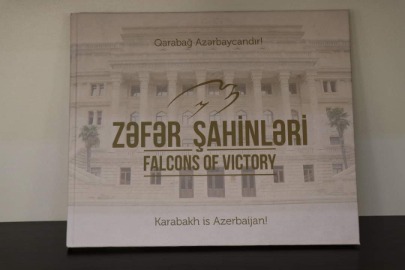 Qarabağ Azərbaycandır!
ZƏFƏR ŞAHİNLƏRİ
FALCONS OF VICTORY
Karabakh is Azerbaijan!